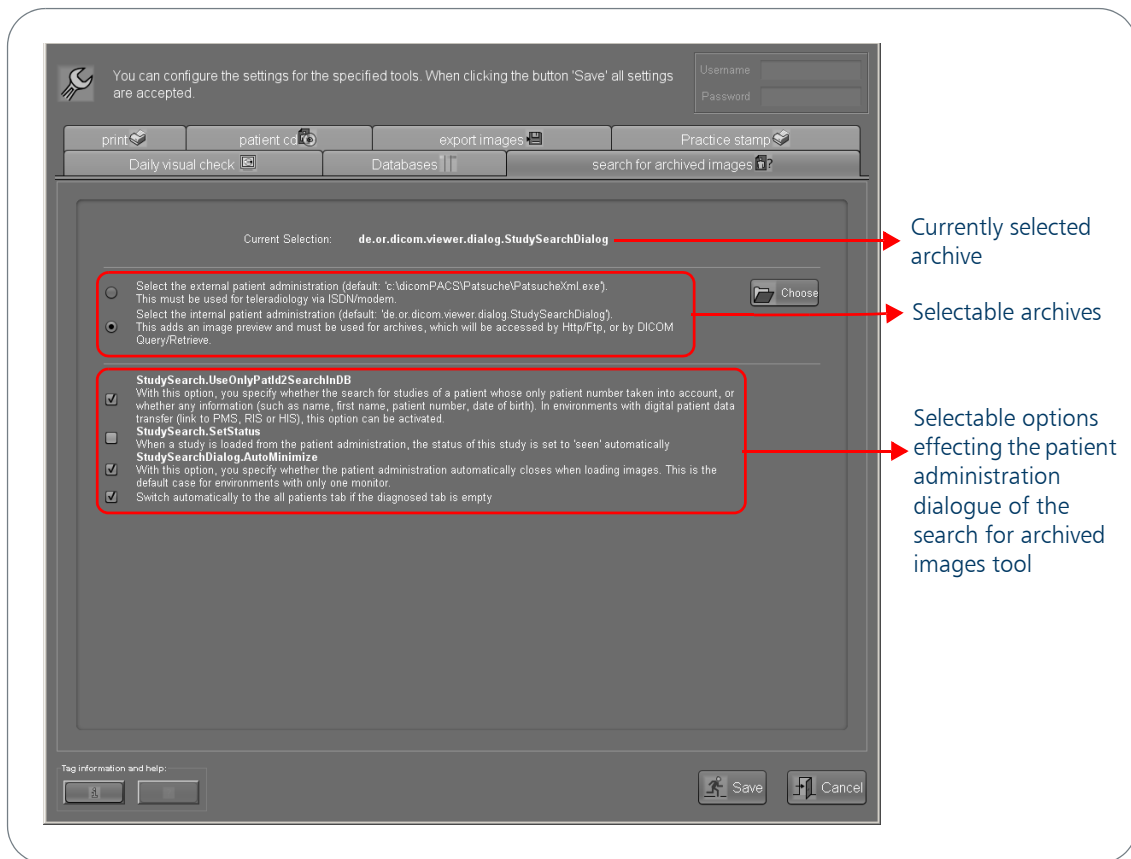 You can configure the settings for the specified tools. When clicking the button 'Save' all settings
are accepted.
Username
Password
print
patient cd
export images
Practice stamp
Daily visual check
Databases
search for archived images
Current Selection: de.or.dicom.viewer.dialog.StudySearchDialog
Select the external patient administration (default: 'c:\dicomPACS\Patsuche\PatsucheXml.exe').
This must be used for teleradiology via ISDN/modem.
Select the internal patient administration (default: 'de.or.dicom.viewer.dialog.StudySearchDialog').
This adds an image preview and must be used for archives, which will be accessed by Http/Ftp, or by DICOM
Query/Retrieve.
Choose
StudySearch.UseOnlyPatId2SearchInDB
With this option, you specify whether the search for studies of a patient whose only patient number taken into account, or
whether any information (such as name, first name, patient number, date of birth). In environments with digital patient data
transfer (link to PMS, RIS or HIS), this option can be activated.
StudySearch.SetStatus
When a study is loaded from the patient administration, the status of this study is set to 'seen' automatically
StudySearchDialog.AutoMinimize
With this option, you specify whether the patient administration automatically closes when loading images. This is the
default case for environments with only one monitor.
Switch automatically to the all patients tab if the diagnosed tab is empty
Tag information and help:
Save
Cancel
Currently selected
archive
Selectable archives
Selectable options
effecting the patient
administration
dialogue of the
search for archived
images tool